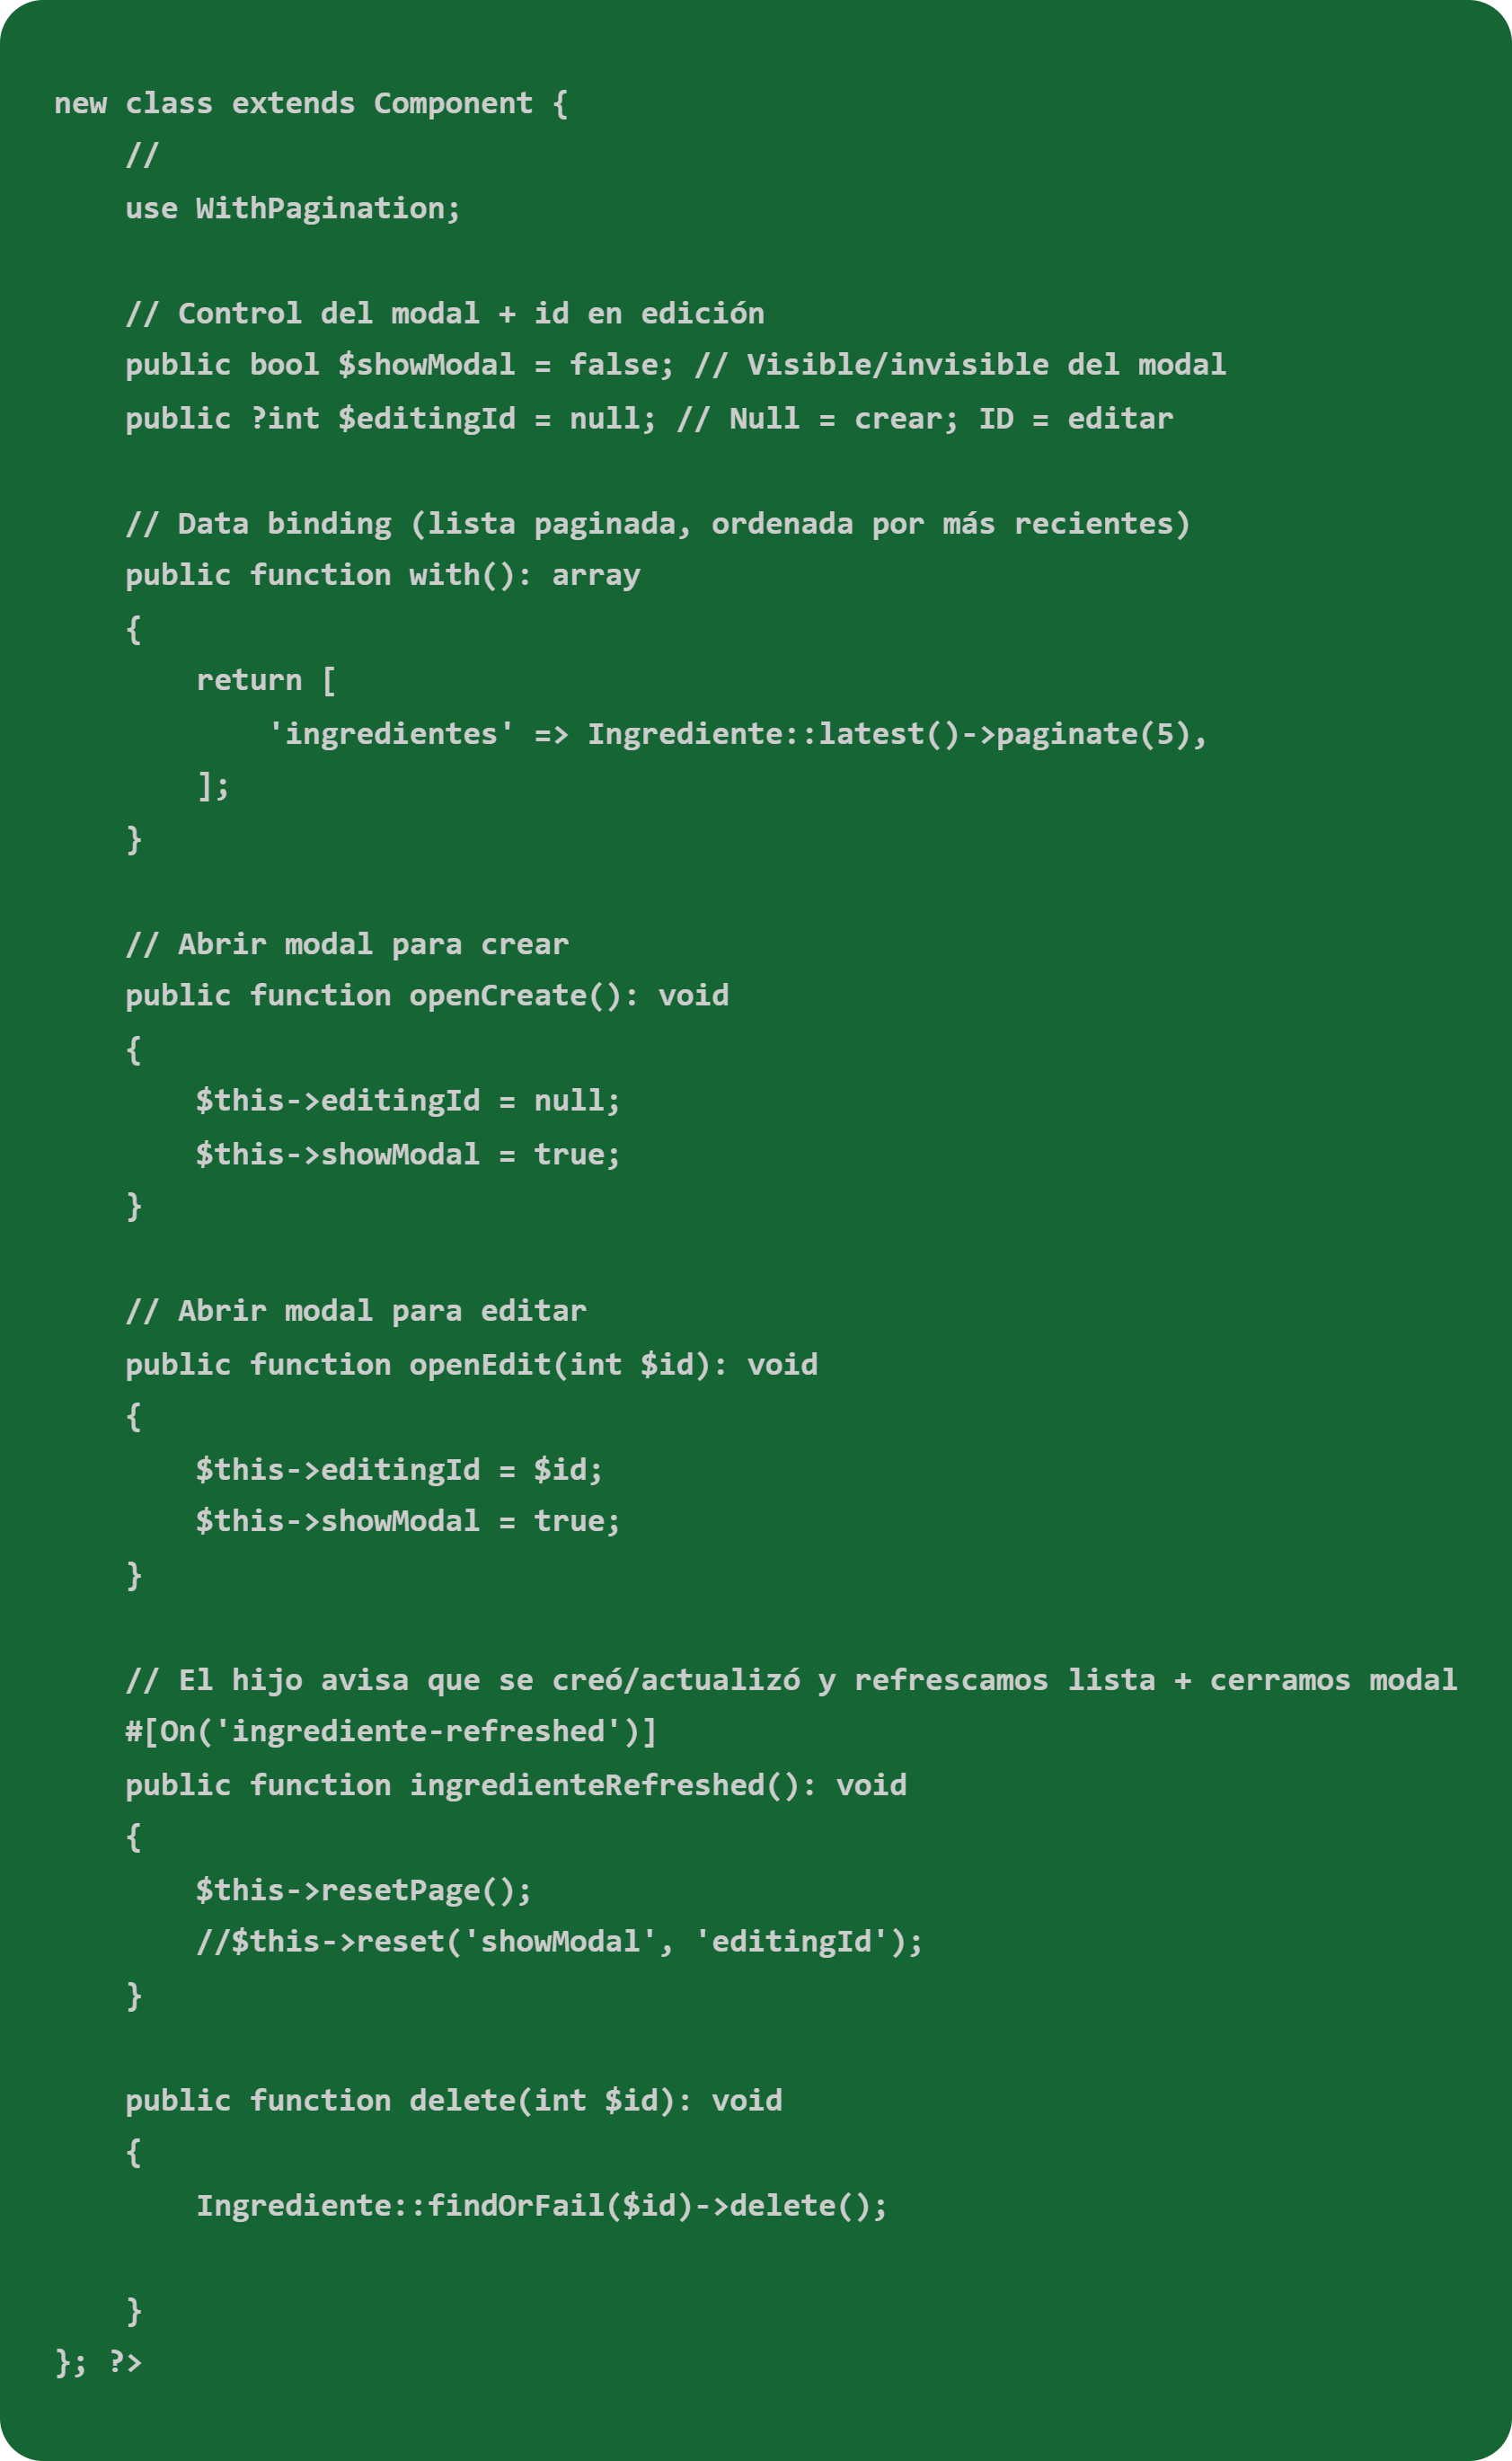 new class extends Component {
    //
    use WithPagination;

    // Control del modal + id en edición
    public bool $showModal = false; // Visible/invisible del modal
    public ?int $editingId = null; // Null = crear; ID = editar

    // Data binding (lista paginada, ordenada por más recientes)
    public function with(): array
    {
        return [
            'ingredientes' => Ingrediente::latest()->paginate(5),
        ];
    }

    // Abrir modal para crear
    public function openCreate(): void
    {
        $this->editingId = null;
        $this->showModal = true;
    }

    // Abrir modal para editar
    public function openEdit(int $id): void
    {
        $this->editingId = $id;
        $this->showModal = true;
    }

    // El hijo avisa que se creó/actualizó y refrescamos lista + cerramos modal
    #[On('ingrediente-refreshed')]
    public function ingredienteRefreshed(): void
    {
        $this->resetPage();
        //$this->reset('showModal', 'editingId');
    }

    public function delete(int $id): void
    {
        Ingrediente::findOrFail($id)->delete();

    }
}; ?>